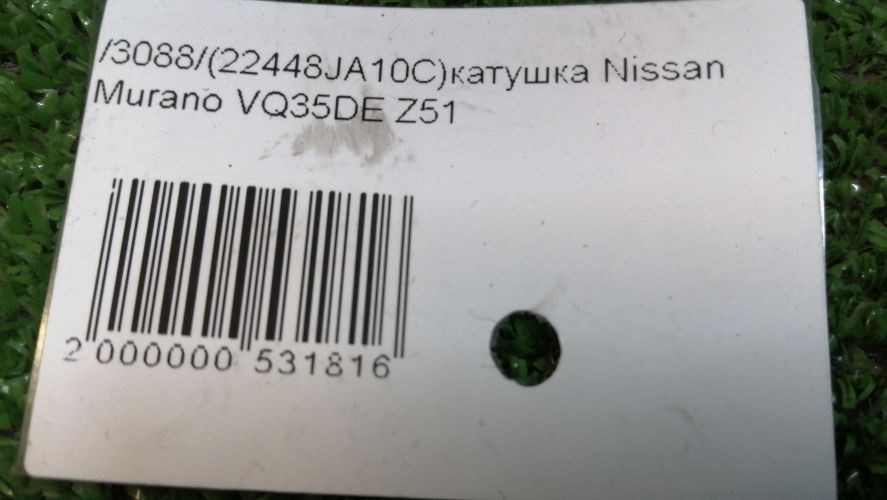 /3088/(22448JA10C)катушка Nissan
Murano VQ35DE Z51
2 000000 531816